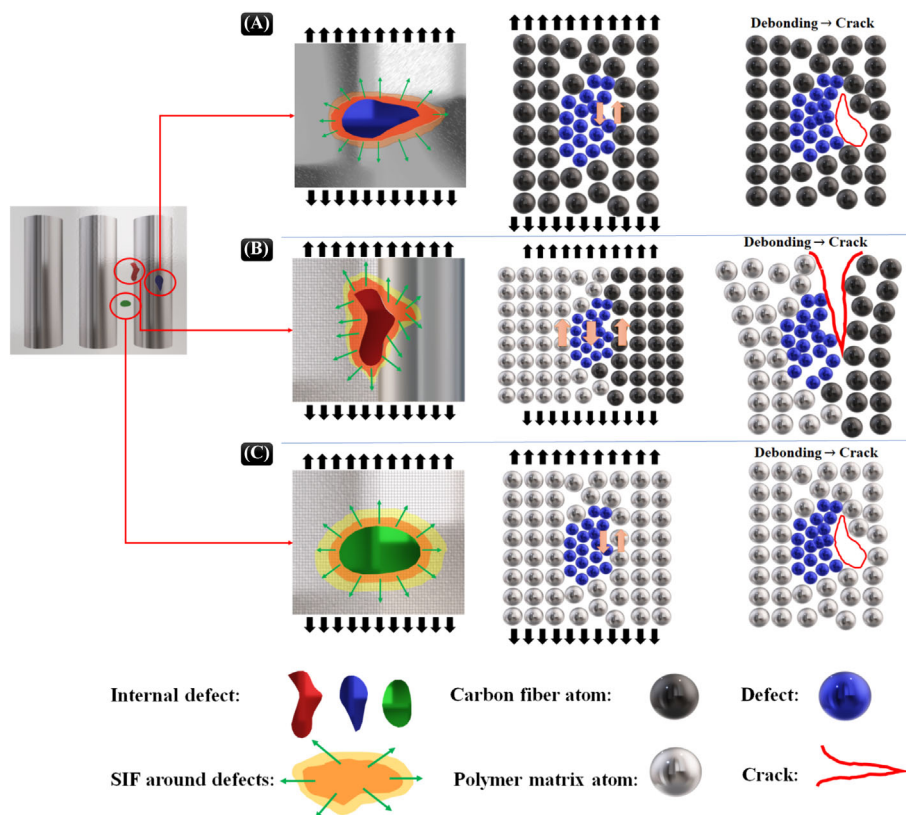 (A)
Debonding → Crack
(B)
Debonding → Crack
(C)
Debonding → Crack
Internal defect:
Carbon fiber atom:
Defect:
SIF around defects:
Polymer matrix atom:
Crack: